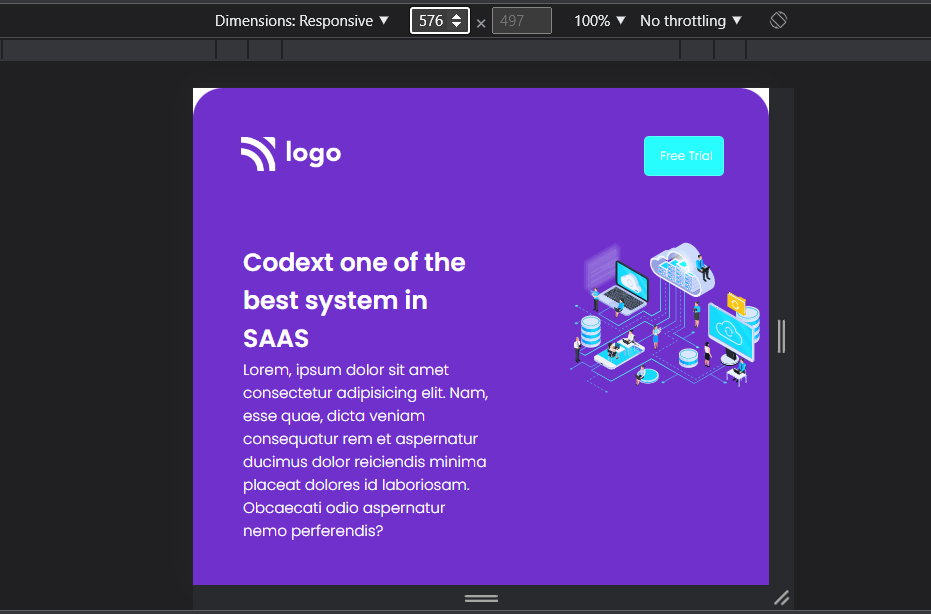 Dimensions: Responsive ▼ 576 × 497 100% ▼ No throttling ▼
logo
Free Trial
Codext one of the
best system in
SAAS
Lorem, ipsum dolor sit amet
consectetur adipisicing elit. Nam,
esse quae, dicta veniam
consequatur rem et aspernatur
ducimus dolor reiciendis minima
placeat dolores id laboriosam.
Obcaecati odio aspernatur
nemo perferendis?